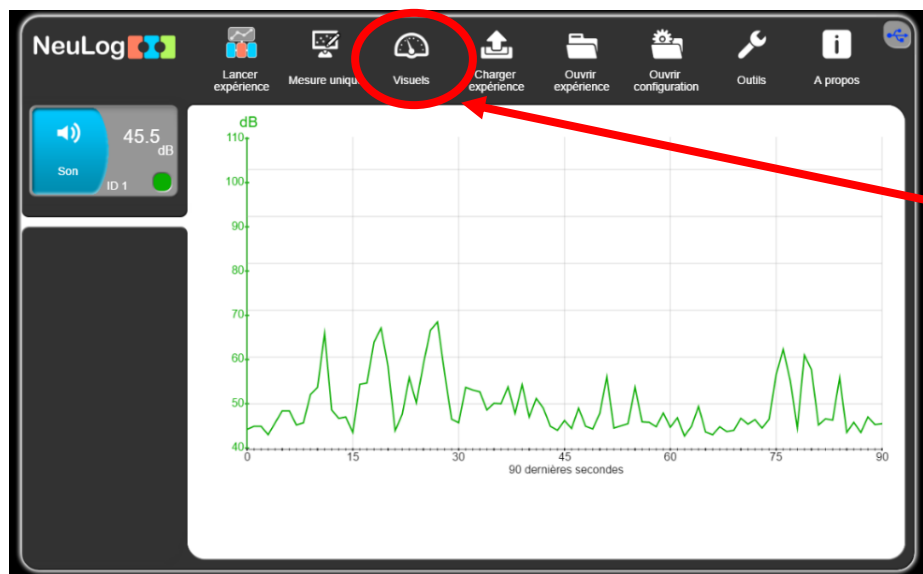 NeuLog
Lancer expérience
Mesure unique
Visuels
Charger expérience
Ouvrir expérience
Ouvrir configuration
Outils
i
A propos
45.5
dB
Son
ID 1
dB
110
100
90
80
70
60
50
40
0 15 30 45 60 75 90
90 dernières secondes